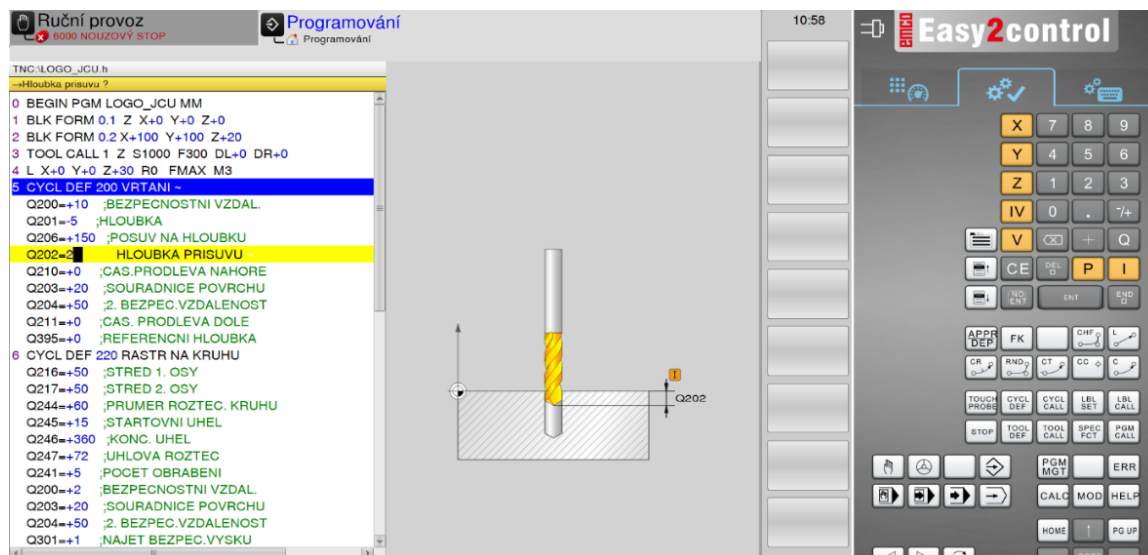 Ruční provoz
6000 NOUZOVÝ STOP
Programování
Programování
10:58
emco Easy2control
TNC:\LOGO_JCU.h
->Hloubka prisuvu ?
0 BEGIN PGM LOGO_JCU MM
1 BLK FORM 0.1 Z X+0 Y+0 Z+0
2 BLK FORM 0.2 X+100 Y+100 Z+20
3 TOOL CALL 1 Z S1000 F300 DL+0 DR+0
4 L X+0 Y+0 Z+30 R0 FMAX M3
5 CYCL DEF 200 VRTANI ~
Q200=+10 ;BEZPECNOSTNI VZDAL.
Q201=-5 ;HLOUBKA
Q206=+150 ;POSUV NA HLOUBKU
Q202=2 HLOUBKA PRISUVU ~
Q210=+0 ;CAS.PRODLEVA NAHORE
Q203=+20 ;SOURADNICE POVRCHU
Q204=+50 ;2. BEZPEC.VZDALENOST
Q211=+0 ;CAS. PRODLEVA DOLE
Q395=+0 ;REFERENCNI HLOUBKA
6 CYCL DEF 220 RASTR NA KRUHU
Q216=+50 ;STRED 1. OSY
Q217=+50 ;STRED 2. OSY
Q244=+60 ;PRUMER ROZTEC. KRUHU
Q245=+15 ;STARTOVNI UHEL
Q246=+360 ;KONC. UHEL
Q247=+72 ;UHLOVA ROZTEC
Q241=+5 ;POCET OBRABENI
Q200=+2 ;BEZPECNOSTNI VZDAL.
Q203=+20 ;SOURADNICE POVRCHU
Q204=+50 ;2. BEZPEC.VZDALENOST
Q301=+1 ;NAJET BEZPEC.VYSKU
I
Q202
X 7 8 9
Y 4 5 6
Z 1 2 3
IV 0 . -/+
V + Q
CE DEL P I
NO ENT ENT END
APPR DEP FK CHF L
CR RND CT CC C
TOUCH PROBE CYCL DEF CYCL CALL LBL SET LBL CALL
STOP TOOL DEF TOOL CALL SPEC FCT PGM CALL
PGM MGT ERR
CALC MOD HELP
HOME PG UP